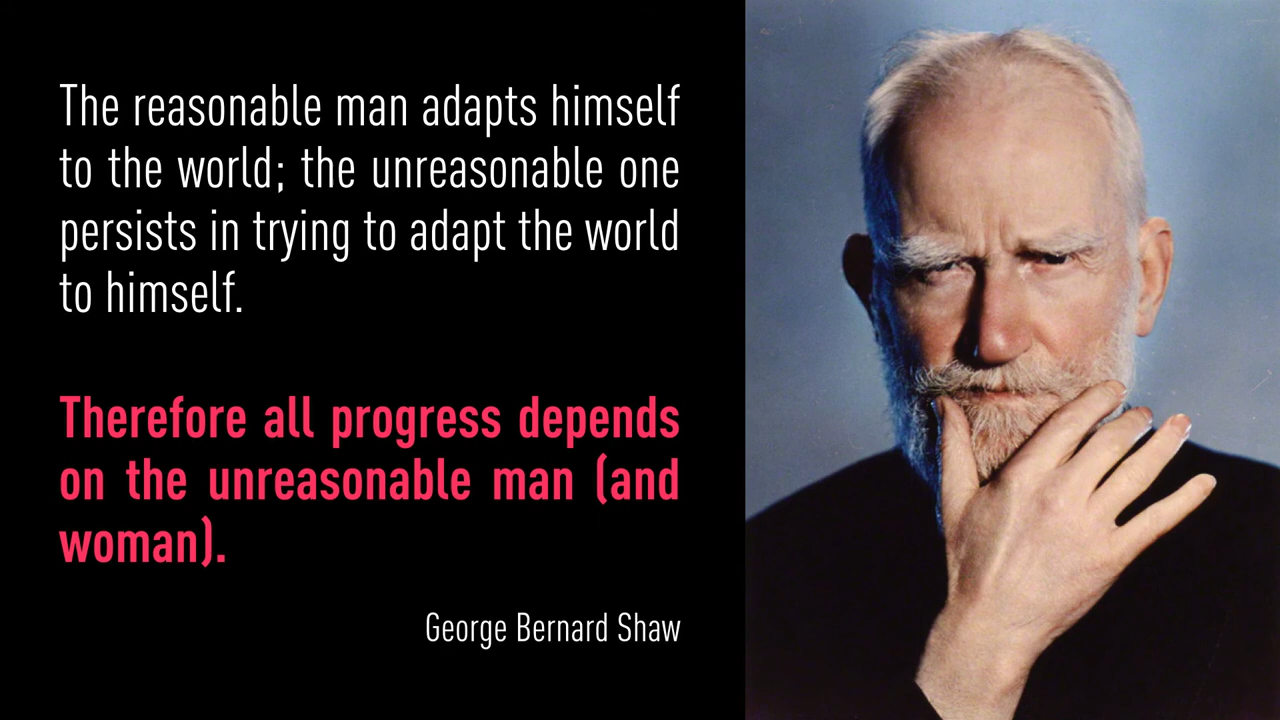 The reasonable man adapts himself
to the world; the unreasonable one
persists in trying to adapt the world
to himself.
Therefore all progress depends
on the unreasonable man (and
woman).
George Bernard Shaw